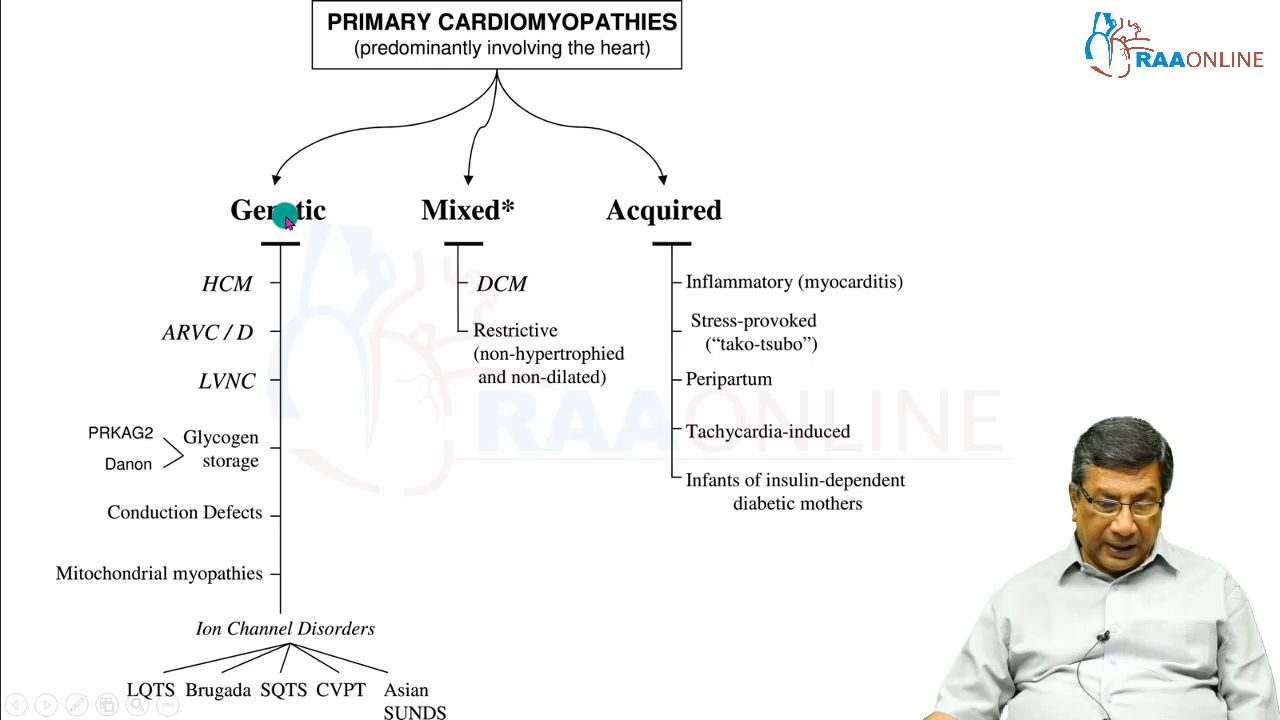 PRIMARY CARDIOMYOPATHIES
(predominantly involving the heart)
RAAONLINE
Genetic
Mixed*
Acquired
HCM
ARVC / D
LVNC
PRKAG2
Danon
Glycogen
storage
Conduction Defects
Mitochondrial myopathies
Ion Channel Disorders
LQTS
Brugada
SQTS
CVPT
Asian
SUNDS
DCM
Restrictive
(non-hypertrophied
and non-dilated)
Inflammatory (myocarditis)
Stress-provoked
(“tako-tsubo”)
Peripartum
Tachycardia-induced
Infants of insulin-dependent
diabetic mothers
RAAONLINE